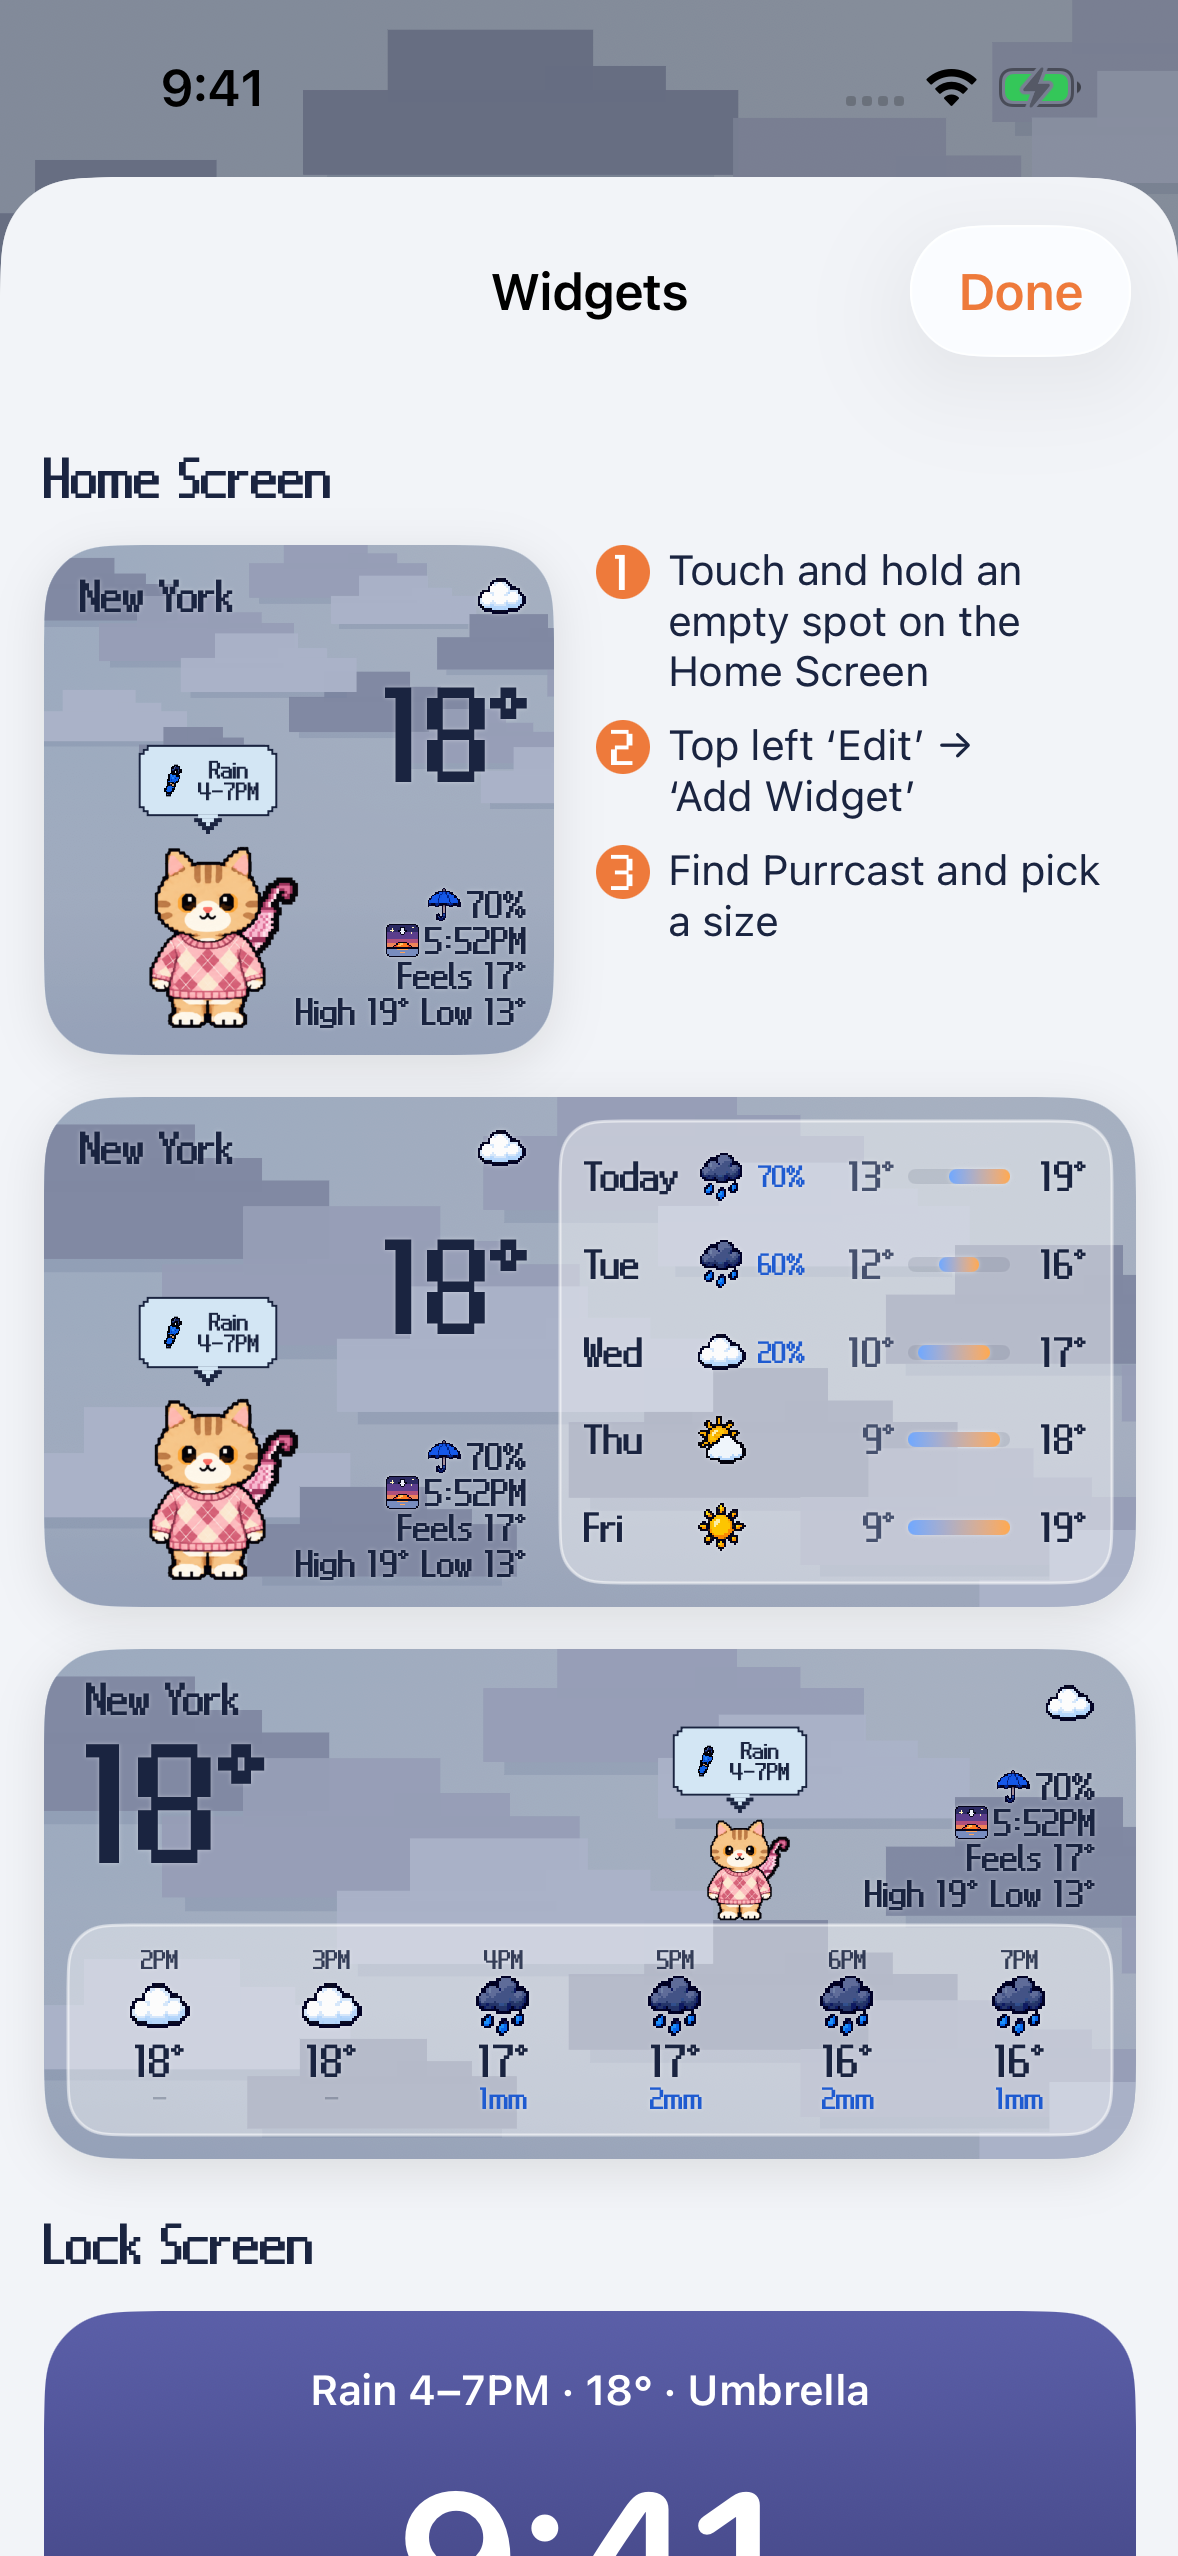 9:41
Widgets
Done
Home Screen
New York
18°
Rain
4–7PM
70%
5:52PM
Feels 17°
High 19° Low 13°
1 Touch and hold an
empty spot on the
Home Screen
2 Top left ‘Edit’ →
‘Add Widget’
3 Find Purrcast and pick
a size
New York
18°
Rain
4–7PM
70%
5:52PM
Feels 17°
High 19° Low 13°
Today 70% 13° 19°
Tue 60% 12° 16°
Wed 20% 10° 17°
Thu 9° 18°
Fri 9° 19°
New York
18°
Rain
4–7PM
70%
5:52PM
Feels 17°
High 19° Low 13°
2PM 3PM 4PM 5PM 6PM 7PM
18° 18° 17° 17° 16° 16°
– – 1mm 2mm 2mm 1mm
Lock Screen
Rain 4–7PM · 18° · Umbrella
9:41